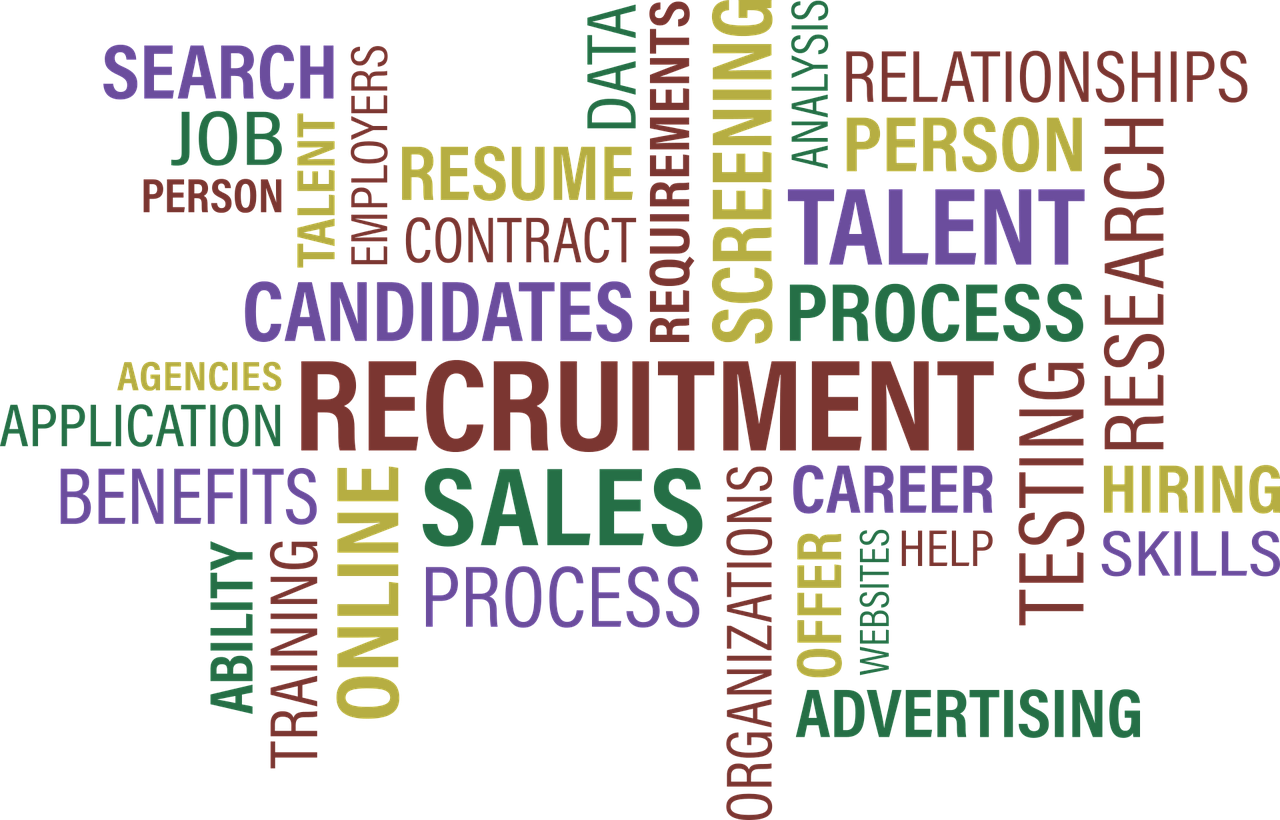 SEARCH
JOB
PERSON
TALENT
EMPLOYERS
RESUME
CONTRACT
DATA
REQUIREMENTS
SCREENING
ANALYSIS
RELATIONSHIPS
PERSON
TALENT
PROCESS
RESEARCH
CANDIDATES
AGENCIES
APPLICATION
RECRUITMENT
TESTING
BENEFITS
ABILITY
TRAINING
ONLINE
SALES
PROCESS
ORGANIZATIONS
CAREER
OFFER
WEBSITES
HELP
HIRING
SKILLS
ADVERTISING